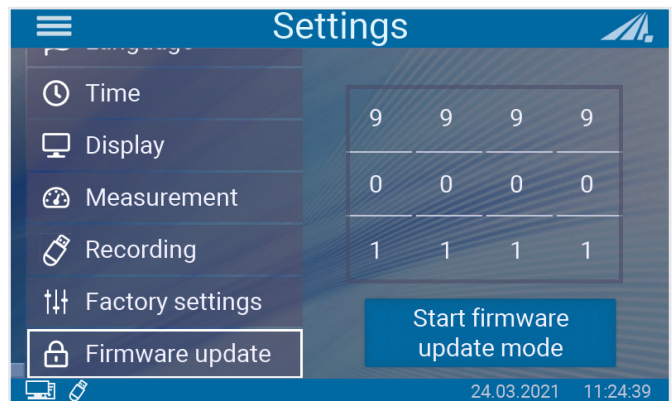 Settings
Language
Time
Display
Measurement
Recording
Factory settings
Firmware update
9 9 9 9
0 0 0 0
1 1 1 1
Start firmware
update mode
24.03.2021 11:24:39